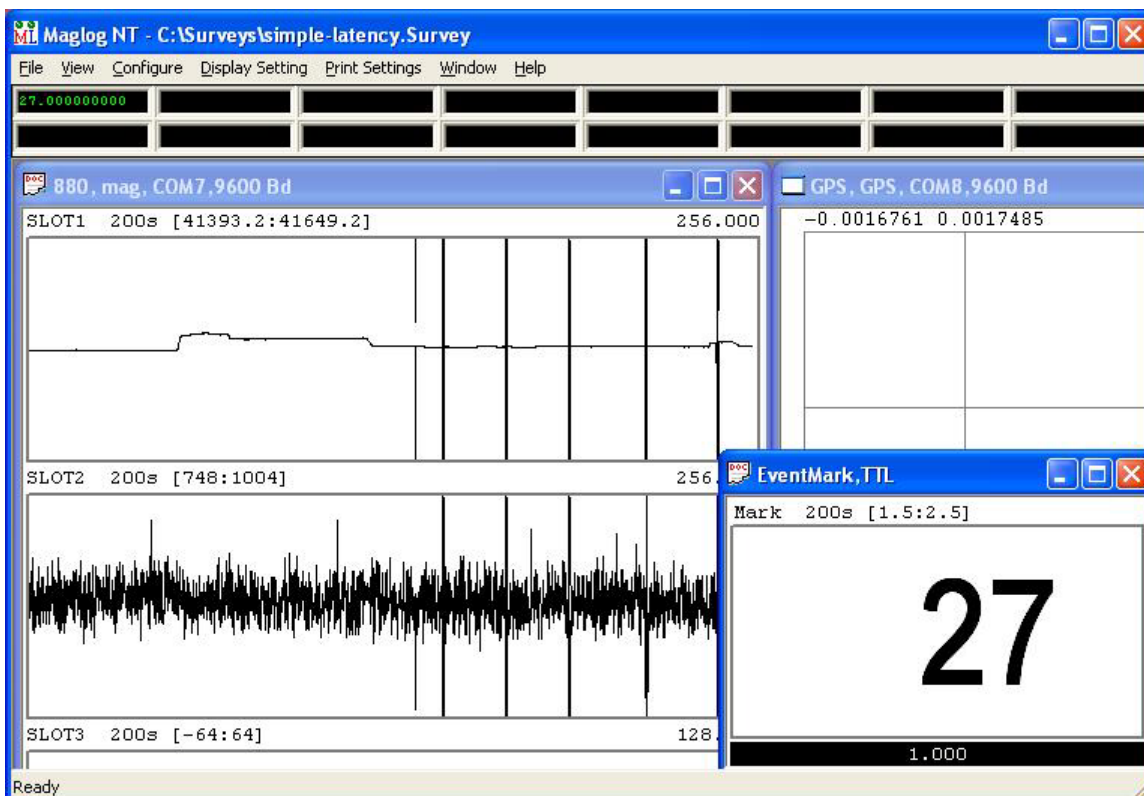 Maglog NT - C:\Surveys\simple-latency.Survey
File View Configure Display Setting Print Settings Window Help
27.000000000
880, mag, COM7,9600 Bd
SLOT1 200s [41393.2:41649.2] 256.000
SLOT2 200s [748:1004] 256.
SLOT3 200s [-64:64] 128.
GPS, GPS, COM8,9600 Bd
-0.0016761 0.0017485
EventMark,TTL
Mark 200s [1.5:2.5]
27
1.000
Ready